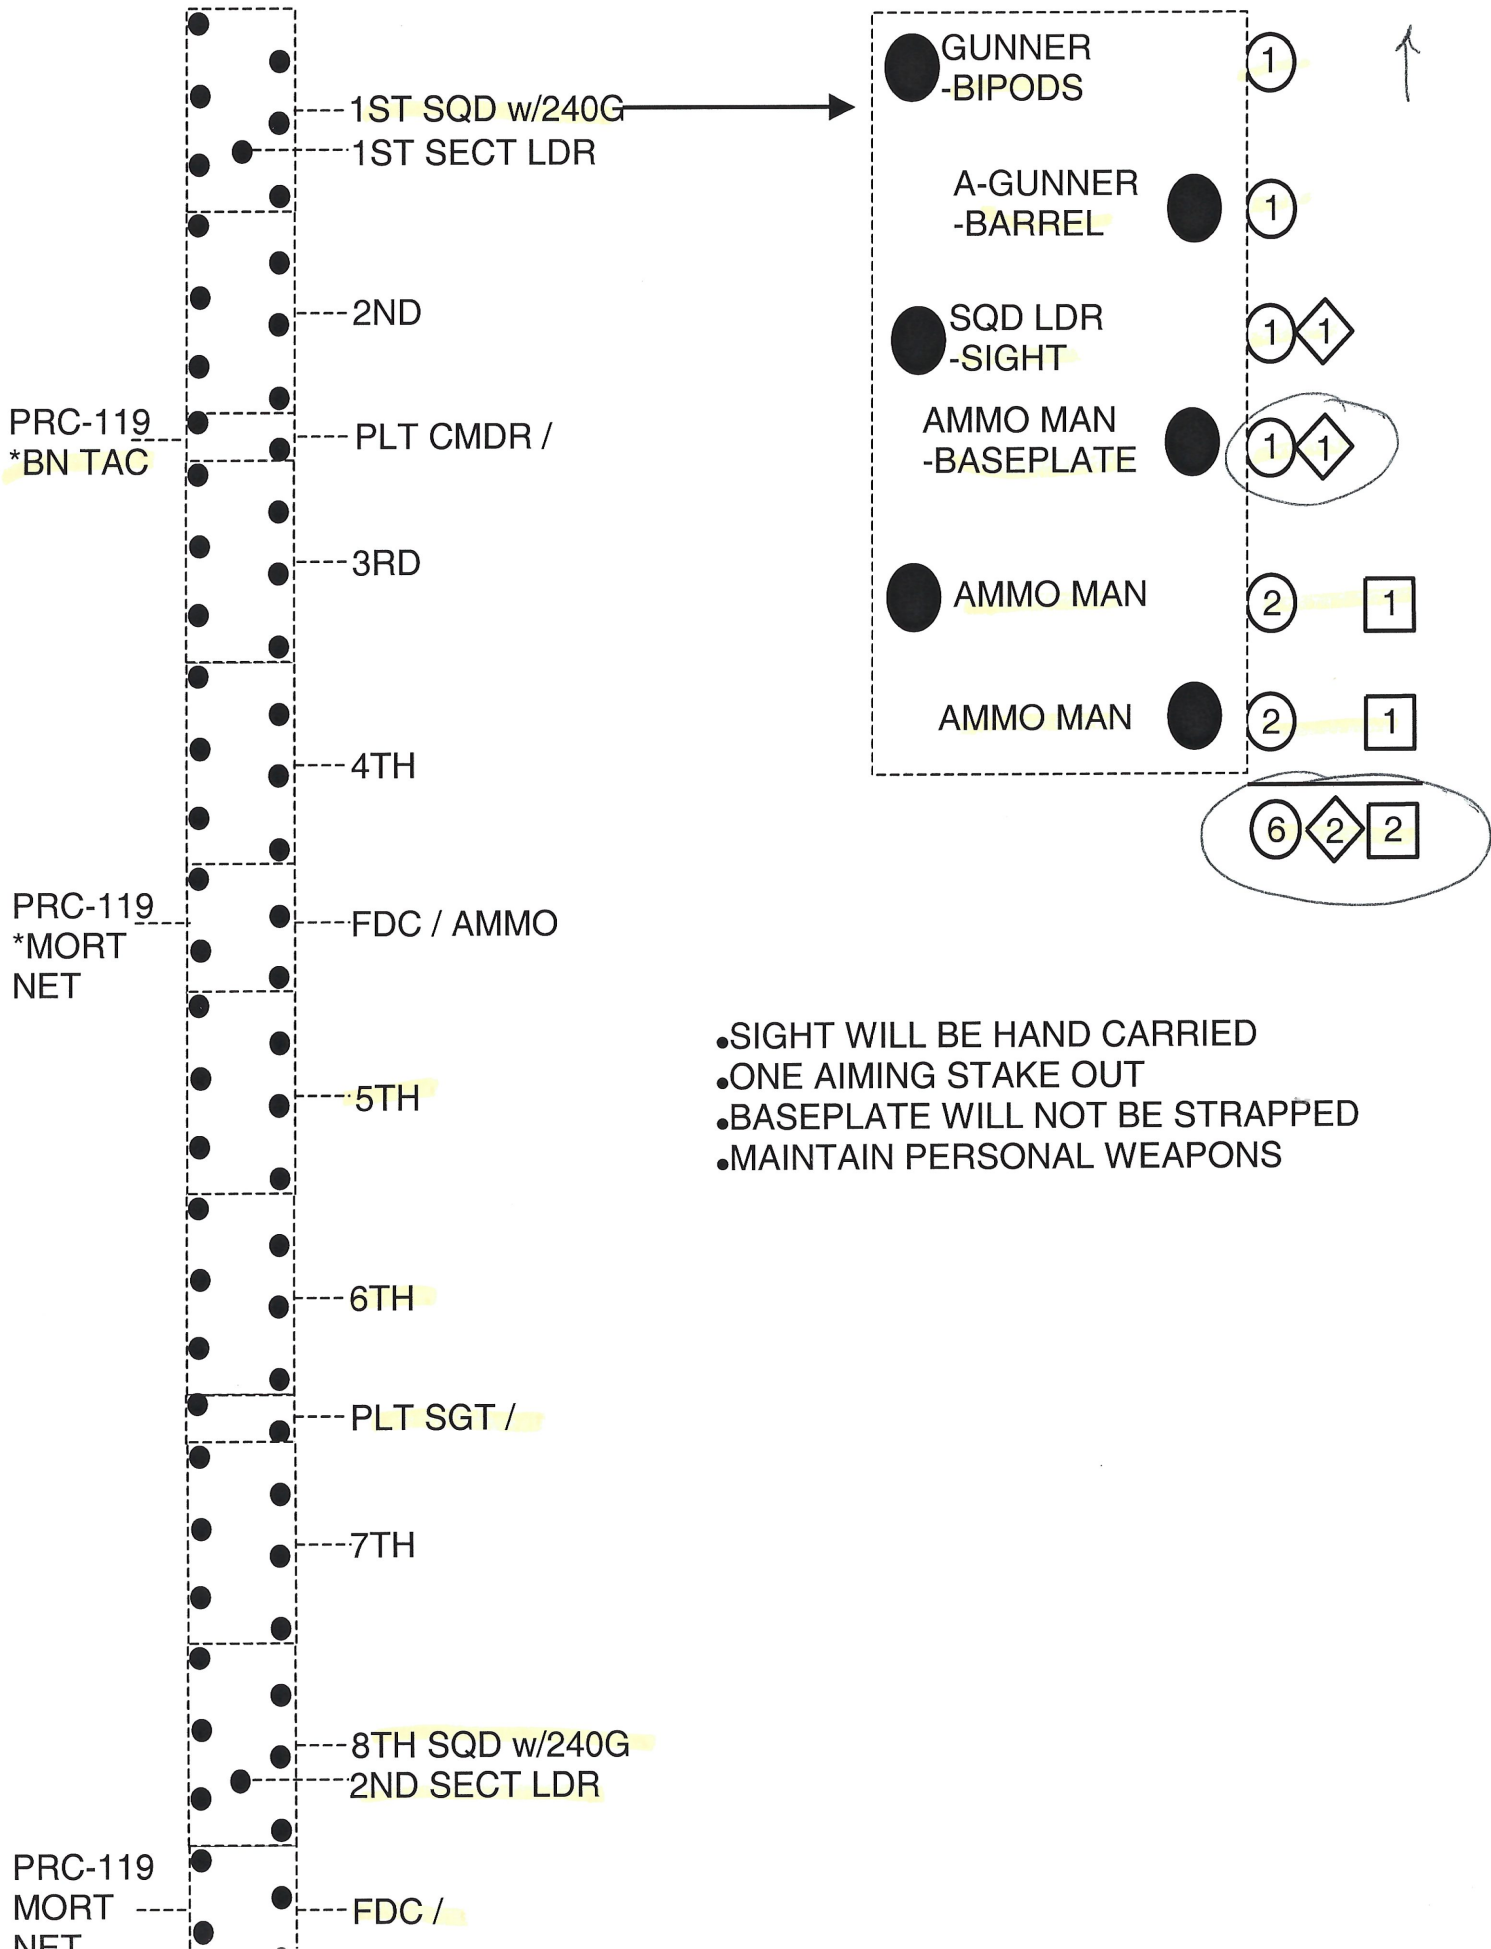 1ST SQD w/240G
1ST SECT LDR
2ND
PRC-119
*BN TAC
PLT CMDR /
3RD
4TH
PRC-119
*MORT
NET
FDC / AMMO
5TH
6TH
PLT SGT /
7TH
8TH SQD w/240G
2ND SECT LDR
PRC-119
MORT
NET
FDC /
GUNNER
-BIPODS
1
A-GUNNER
-BARREL
1
SQD LDR
-SIGHT
1 1
AMMO MAN
-BASEPLATE
1 1
AMMO MAN
2 1
AMMO MAN
2 1
6 2 2
•SIGHT WILL BE HAND CARRIED
•ONE AIMING STAKE OUT
•BASEPLATE WILL NOT BE STRAPPED
•MAINTAIN PERSONAL WEAPONS